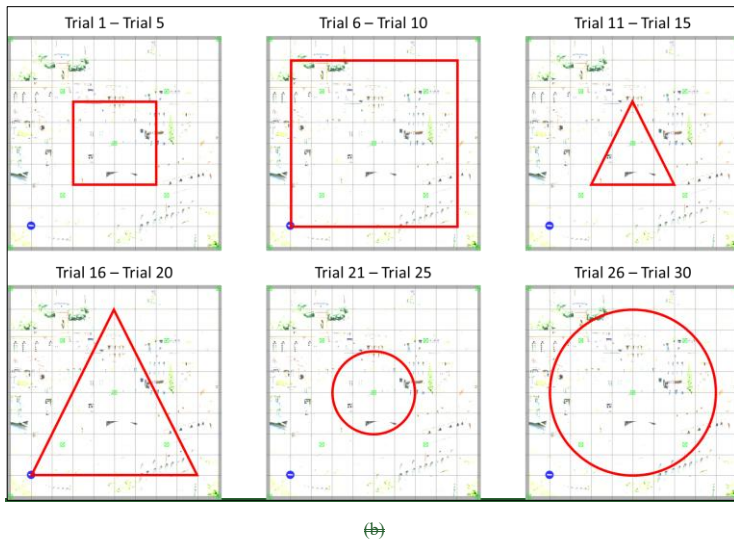 Trial 1 – Trial 5
Trial 6 – Trial 10
Trial 11 – Trial 15
Trial 16 – Trial 20
Trial 21 – Trial 25
Trial 26 – Trial 30
(b)